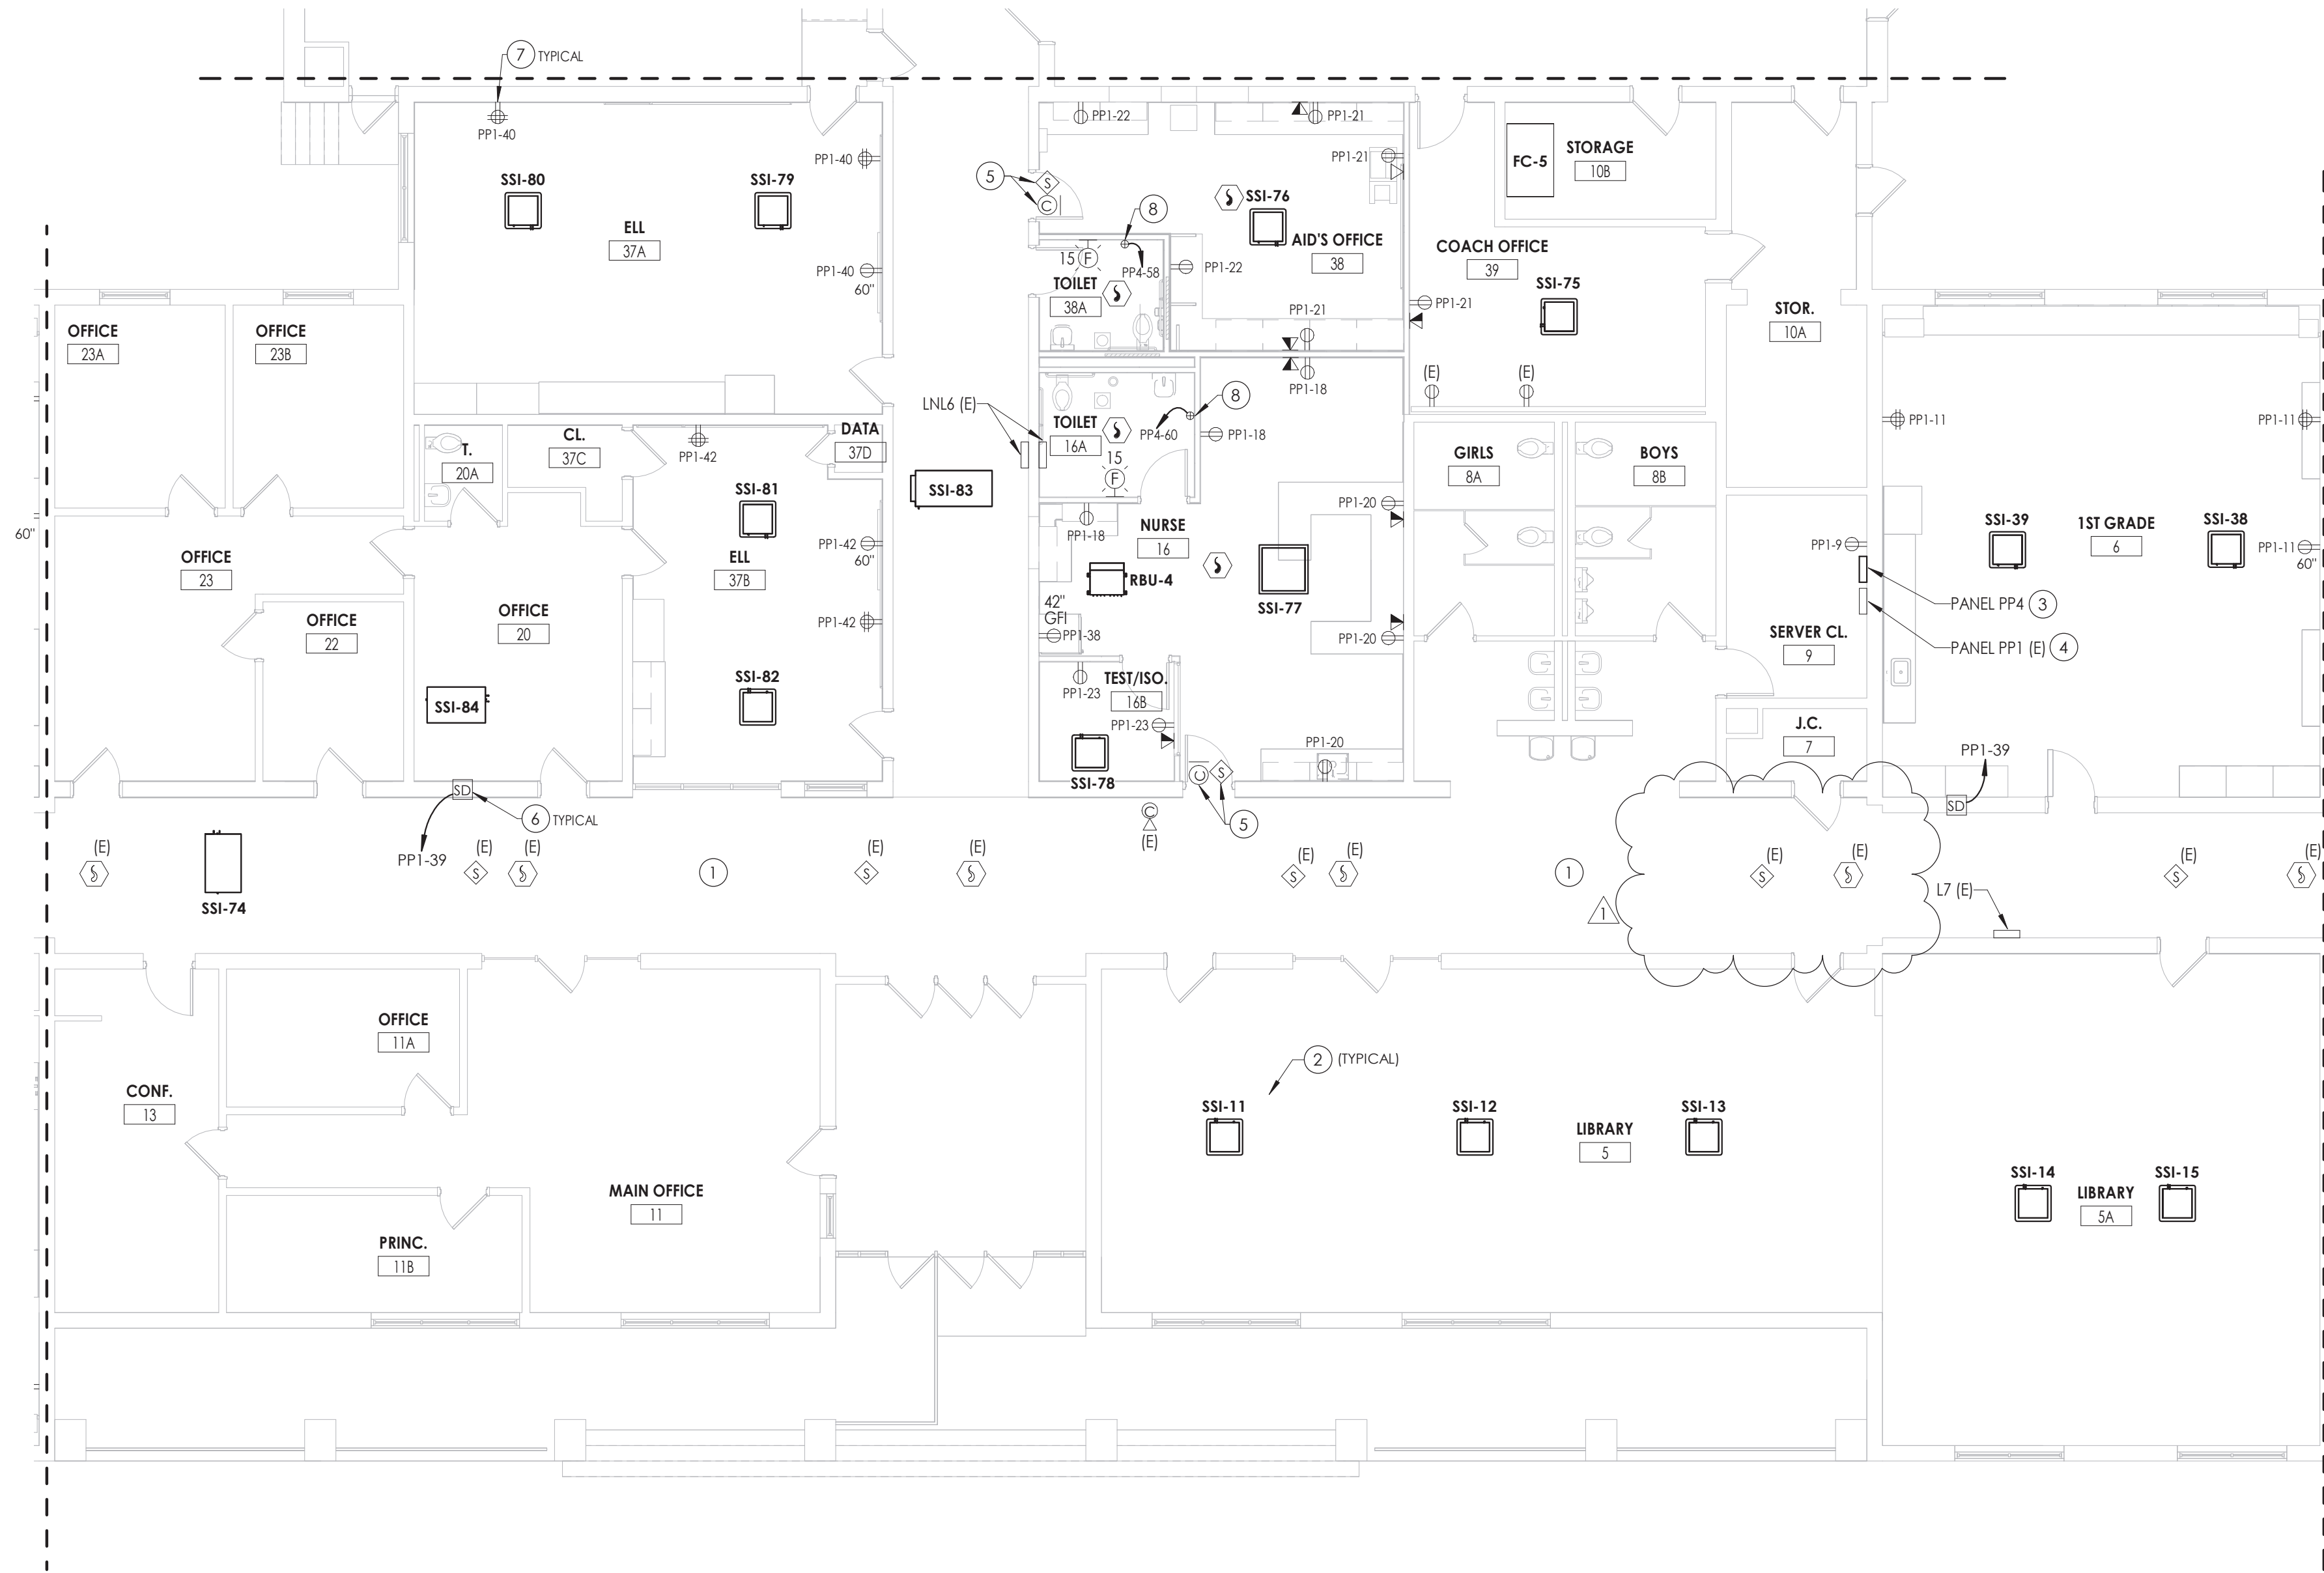 7 TYPICAL
PP1-40
PP1-22
PP1-21
STORAGE
10B
FC-5
PP1-40
PP1-21
5
S
C
SSI-80
SSI-79
SSI-76
8
ELL
37A
AID'S OFFICE
38
COACH OFFICE
39
15
F
PP4-58
PP1-22
PP1-40
60"
TOILET
38A
SSI-75
PP1-21
PP1-21
STOR.
10A
OFFICE
23A
OFFICE
23B
(E)
(E)
PP1-18
LNL6 (E)
8
TOILET
16A
PP4-60
PP1-18
15
F
PP1-11
PP1-11
DATA
37D
CL.
37C
T.
20A
PP1-42
GIRLS
8A
BOYS
8B
SSI-81
SSI-83
PP1-20
PP1-18
NURSE
16
SSI-39
1ST GRADE
6
SSI-38
60"
PP1-42
60"
PP1-9
PP1-11
60"
OFFICE
23
ELL
37B
RBU-4
SSI-77
42"
GFI
PP1-38
PANEL PP4 3
OFFICE
22
OFFICE
20
PP1-42
PP1-20
SERVER CL.
9
PANEL PP1 (E) 4
SSI-82
TEST/ISO.
16B
PP1-23
PP1-23
SSI-84
J.C.
7
PP1-20
PP1-39
SSI-78
C
S
SD
SD
6 TYPICAL
5
C
(E)
PP1-39
(E)
(E)
(E)
(E)
(E)
(E)
(E)
(E)
(E)
(E)
(E)
S
1
S
S
1
S
S
SSI-74
1
L7 (E)
OFFICE
11A
2 (TYPICAL)
CONF.
13
SSI-11
SSI-12
SSI-13
LIBRARY
5
MAIN OFFICE
11
SSI-14
LIBRARY
5A
SSI-15
PRINC.
11B